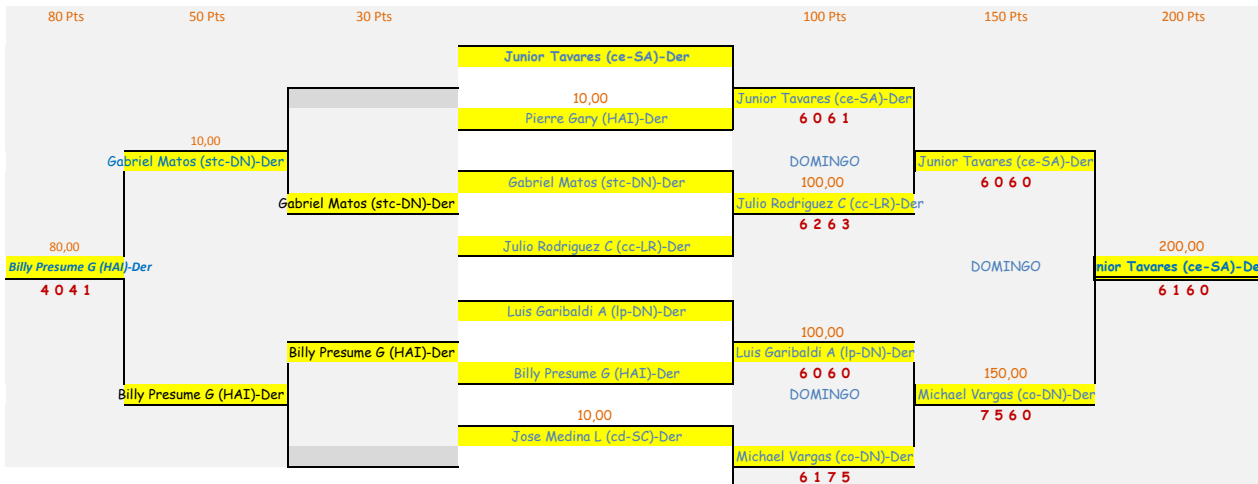 80 Pts 50 Pts 30 Pts 100 Pts 150 Pts 200 Pts
Junior Tavares (ce-SA)-Der
10,00 Junior Tavares (ce-SA)-Der
Pierre Gary (HAI)-Der 6 0 6 1
10,00
Gabriel Matos (stc-DN)-Der DOMINGO Junior Tavares (ce-SA)-Der
Gabriel Matos (stc-DN)-Der 100,00 6 0 6 0
Gabriel Matos (stc-DN)-Der Julio Rodriguez C (cc-LR)-Der
6 2 6 3
80,00 Julio Rodriguez C (cc-LR)-Der 200,00
Billy Presume G (HAI)-Der DOMINGO nior Tavares (ce-SA)-De
4 0 4 1 6 1 6 0
Luis Garibaldi A (lp-DN)-Der
100,00
Billy Presume G (HAI)-Der Luis Garibaldi A (lp-DN)-Der
Billy Presume G (HAI)-Der 6 0 6 0 150,00
Billy Presume G (HAI)-Der DOMINGO Michael Vargas (co-DN)-Der
10,00 7 5 6 0
Jose Medina L (cd-SC)-Der
Michael Vargas (co-DN)-Der
6 1 7 5